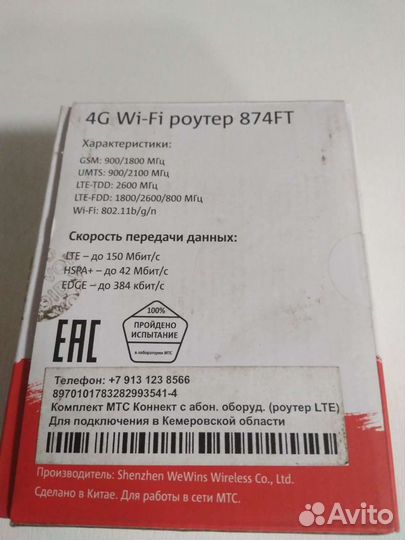 4G Wi-Fi роутер 874FT
Характеристики:
GSM: 900/1800 МГц
UMTS: 900/2100 МГц
LTE-TDD: 2600 МГц
LTE-FDD: 1800/2600/800 МГц
Wi-Fi: 802.11b/g/n
Скорость передачи данных:
LTE – до 150 Мбит/с
HSPA+ – до 42 Мбит/с
EDGE – до 384 кбит/с
100%
ПРОЙДЕНО
ИСПЫТАНИЕ
в лаборатории МТС
EAC
Телефон: +7 913 123 8566
8970101783282993541-4
Комплект МТС Коннект с абон. оборуд. (роутер LTE)
Для подключения в Кемеровской области
Производитель: Shenzhen WeWins Wireless Co., Ltd.
Сделано в Китае. Для работы в сети МТС.
Avito